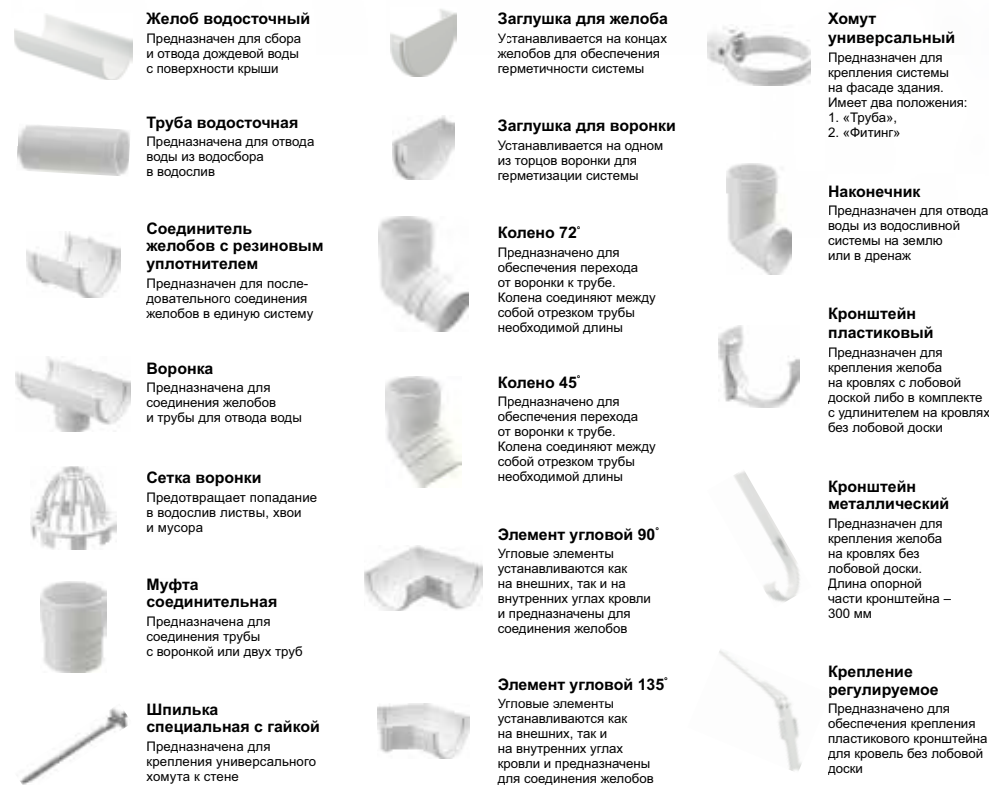 Желоб водосточный
Предназначен для сбора
и отвода дождевой воды
с поверхности крыши
Труба водосточная
Предназначена для отвода
воды из водосбора
в водослив
Соединитель
желобов с резиновым
уплотнителем
Предназначен для после-
довательного соединения
желобов в единую систему
Воронка
Предназначена для
соединения желобов
и трубы для отвода воды
Сетка воронки
Предотвращает попадание
в водослив листвы, хвои
и мусора
Муфта
соединительная
Предназначена для
соединения трубы
с воронкой или двух труб
Шпилька
специальная с гайкой
Предназначена для
крепления универсального
хомута к стене
Заглушка для желоба
Устанавливается на концах
желобов для обеспечения
герметичности системы
Заглушка для воронки
Устанавливается на одном
из торцов воронки для
герметизации системы
Колено 72°
Предназначено для
обеспечения перехода
от воронки к трубе.
Колена соединяют между
собой отрезком трубы
необходимой длины
Колено 45°
Предназначено для
обеспечения перехода
от воронки к трубе.
Колена соединяют между
собой отрезком трубы
необходимой длины
Элемент угловой 90°
Угловые элементы
устанавливаются как
на внешних, так и на
внутренних углах кровли
и предназначены для
соединения желобов
Элемент угловой 135°
Угловые элементы
устанавливаются как
на внешних, так и
на внутренних углах
кровли и предназначены
для соединения желобов
Хомут
универсальный
Предназначен для
крепления системы
на фасаде здания.
Имеет два положения:
1. «Труба»,
2. «Фитинг»
Наконечник
Предназначен для отвода
воды из водосливной
системы на землю
или в дренаж
Кронштейн
пластиковый
Предназначен для
крепления желоба
на кровлях с лобовой
доской либо в комплекте
с удлинителем на кровлях
без лобовой доски
Кронштейн
металлический
Предназначен для
крепления желоба
на кровлях без
лобовой доски.
Длина опорной
части кронштейна –
300 мм
Крепление
регулируемое
Предназначено для
обеспечения крепления
пластикового кронштейна
для кровель без лобовой
доски